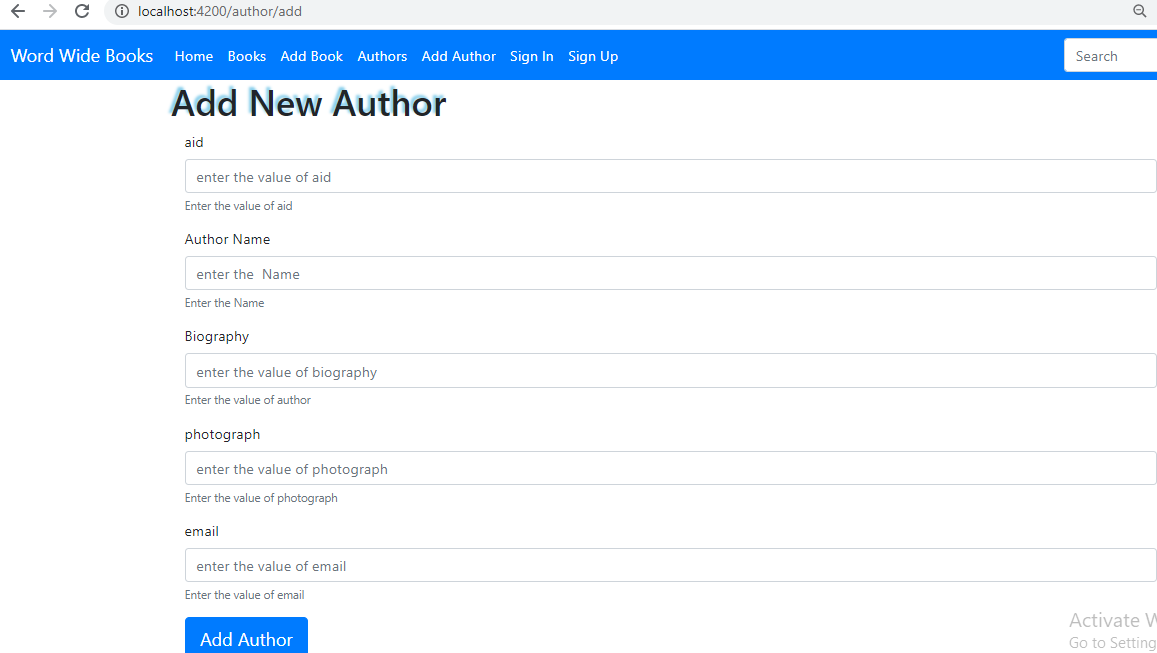 localhost:4200/author/add
Word Wide Books Home Books Add Book Authors Add Author Sign In Sign Up Search
Add New Author
aid
enter the value of aid
Enter the value of aid
Author Name
enter the  Name
Enter the Name
Biography
enter the value of biography
Enter the value of author
photograph
enter the value of photograph
Enter the value of photograph
email
enter the value of email
Enter the value of email
Add Author
Activate W
Go to Setting